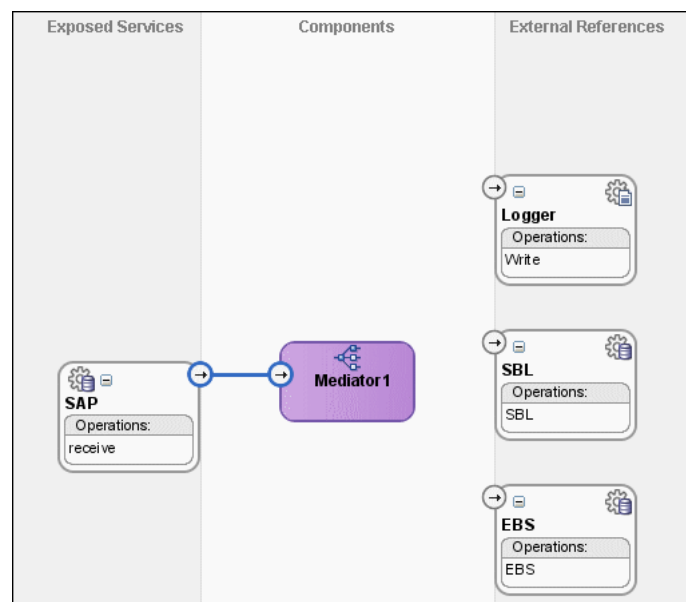 Exposed Services
Components
External References
Logger
Operations:
Write
SAP
Operations:
receive
Mediator1
SBL
Operations:
SBL
EBS
Operations:
EBS